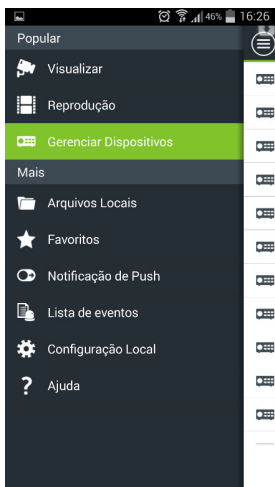 46% 16:26
Popular
Visualizar
Reprodução
Gerenciar Dispositivos
Mais
Arquivos Locais
Favoritos
Notificação de Push
Lista de eventos
Configuração Local
? Ajuda